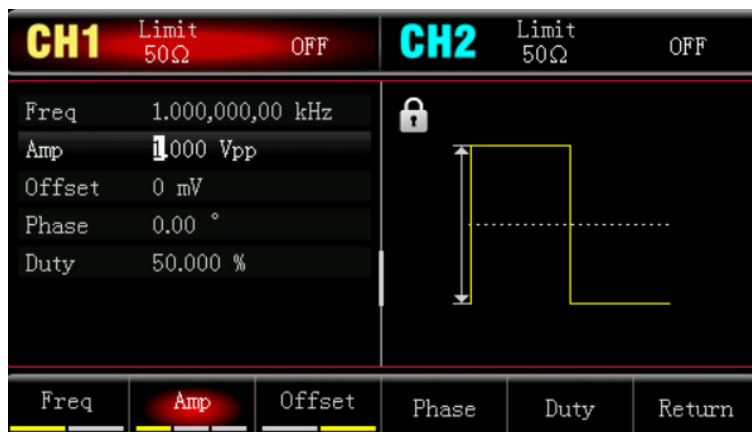 CH1 Limit 50Ω OFF CH2 Limit 50Ω OFF
Freq 1.000,000,00 kHz
Amp 1.000 Vpp
Offset 0 mV
Phase 0.00 °
Duty 50.000 %
Freq Amp Offset Phase Duty Return